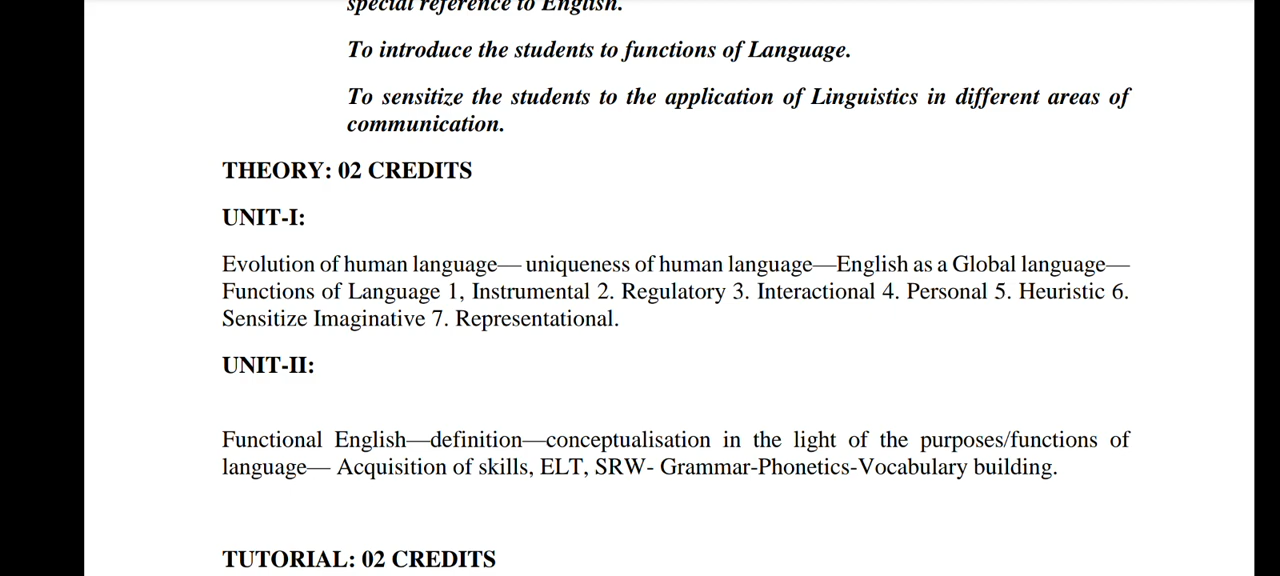 special reference to English.
To introduce the students to functions of Language.
To sensitize the students to the application of Linguistics in different areas of
communication.
THEORY: 02 CREDITS
UNIT-I:
Evolution of human language— uniqueness of human language—English as a Global language—
Functions of Language 1, Instrumental 2. Regulatory 3. Interactional 4. Personal 5. Heuristic 6.
Sensitize Imaginative 7. Representational.
UNIT-II:
Functional English—definition—conceptualisation in the light of the purposes/functions of
language— Acquisition of skills, ELT, SRW- Grammar-Phonetics-Vocabulary building.
TUTORIAL: 02 CREDITS